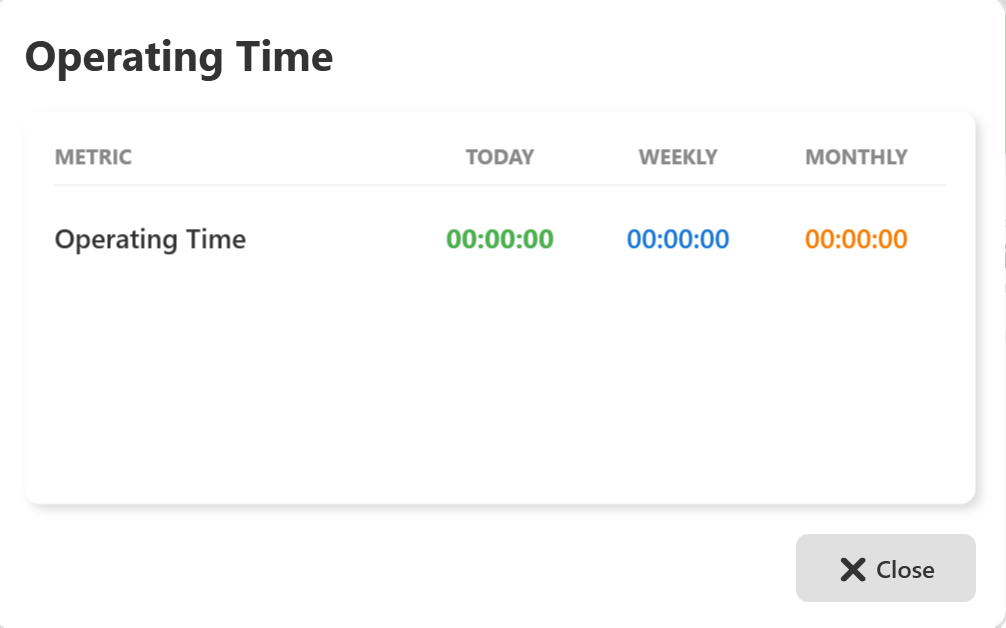 Operating Time
METRIC TODAY WEEKLY MONTHLY
Operating Time 00:00:00 00:00:00 00:00:00
Close